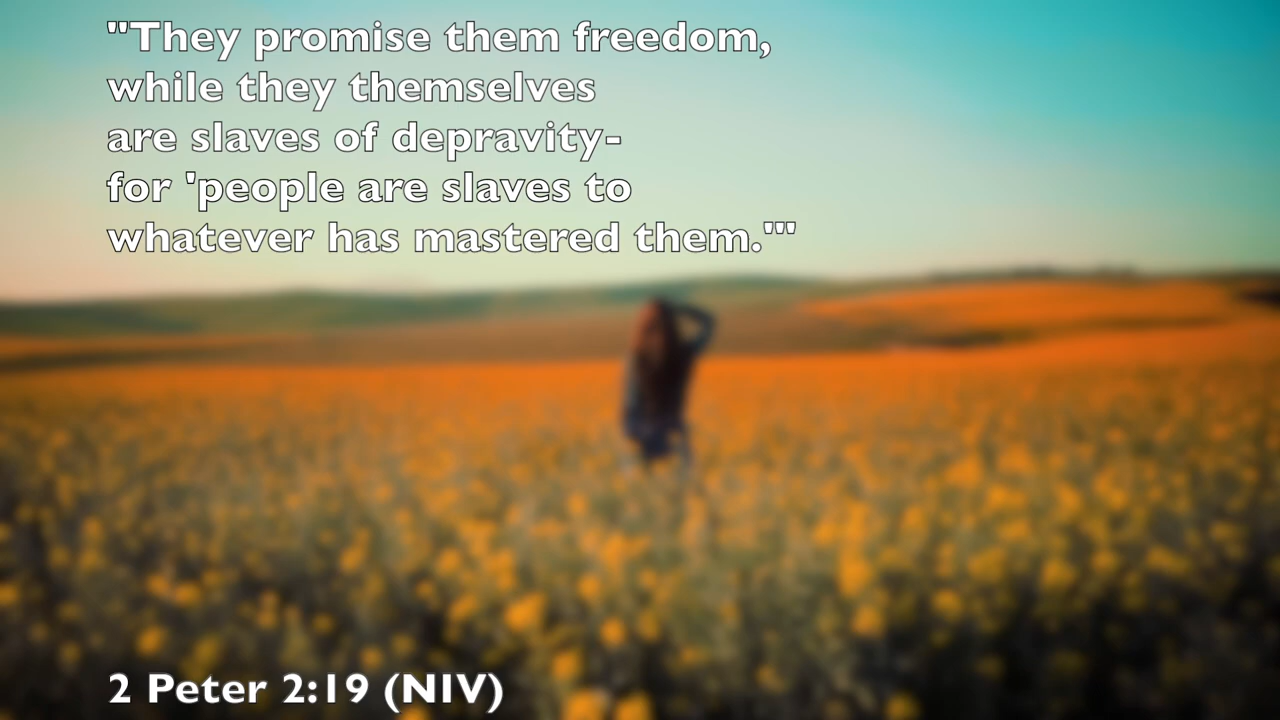 "They promise them freedom,
while they themselves
are slaves of depravity-
for 'people are slaves to
whatever has mastered them.'"
2 Peter 2:19 (NIV)